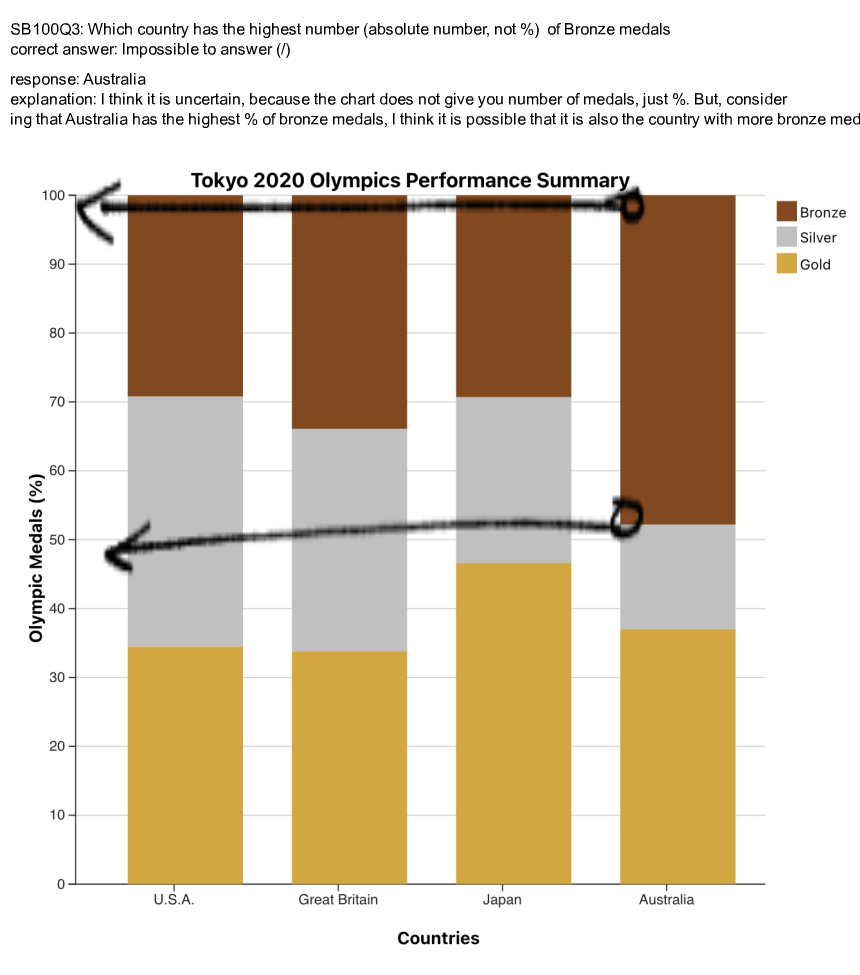 SB100Q3: Which country has the highest number (absolute number, not %) of Bronze medals
correct answer: Impossible to answer (/)
response: Australia
explanation: I think it is uncertain, because the chart does not give you number of medals, just %. But, consider
ing that Australia has the highest % of bronze medals, I think it is possible that it is also the country with more bronze med
Tokyo 2020 Olympics Performance Summary
100
90
80
70
60
50
40
30
20
10
0
Olympic Medals (%)
Bronze
Silver
Gold
U.S.A.
Great Britain
Japan
Australia
Countries